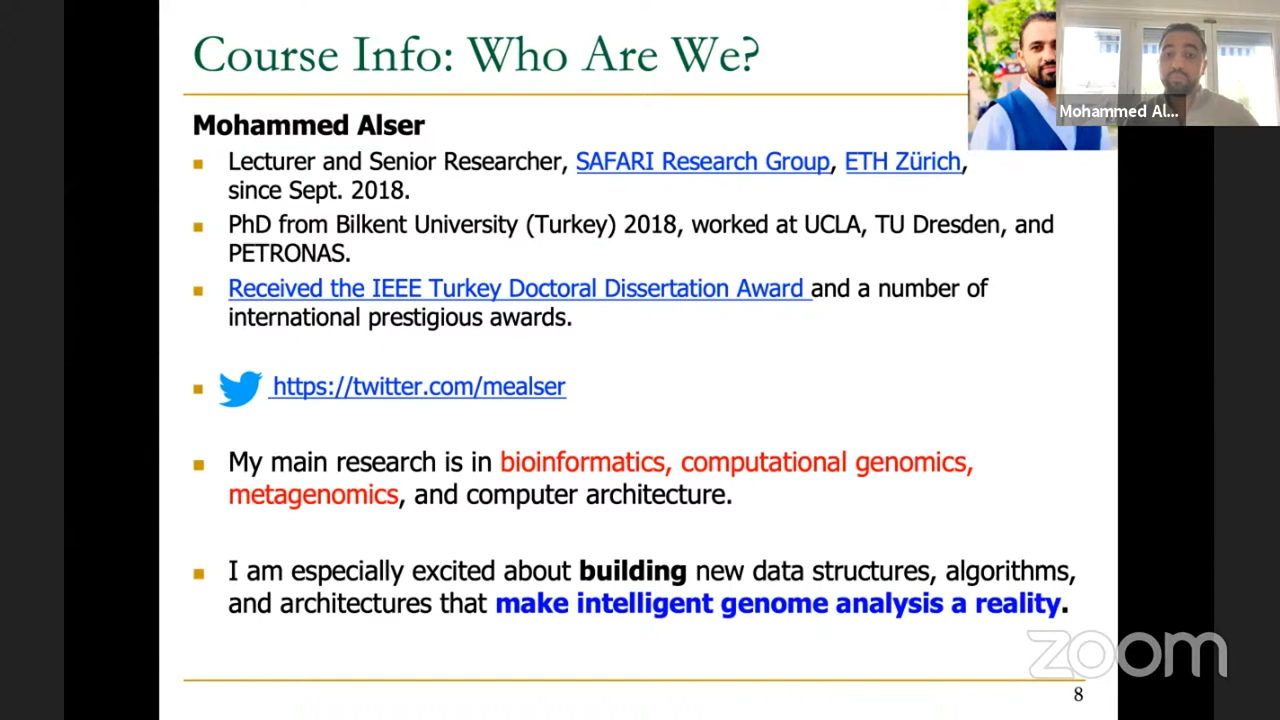 Course Info: Who Are We?
Mohammed Al...
Mohammed Alser
Lecturer and Senior Researcher, SAFARI Research Group, ETH Zürich,
since Sept. 2018.
PhD from Bilkent University (Turkey) 2018, worked at UCLA, TU Dresden, and
PETRONAS.
Received the IEEE Turkey Doctoral Dissertation Award and a number of
international prestigious awards.
https://twitter.com/mealser
My main research is in bioinformatics, computational genomics,
metagenomics, and computer architecture.
I am especially excited about building new data structures, algorithms,
and architectures that make intelligent genome analysis a reality.
zoom
8